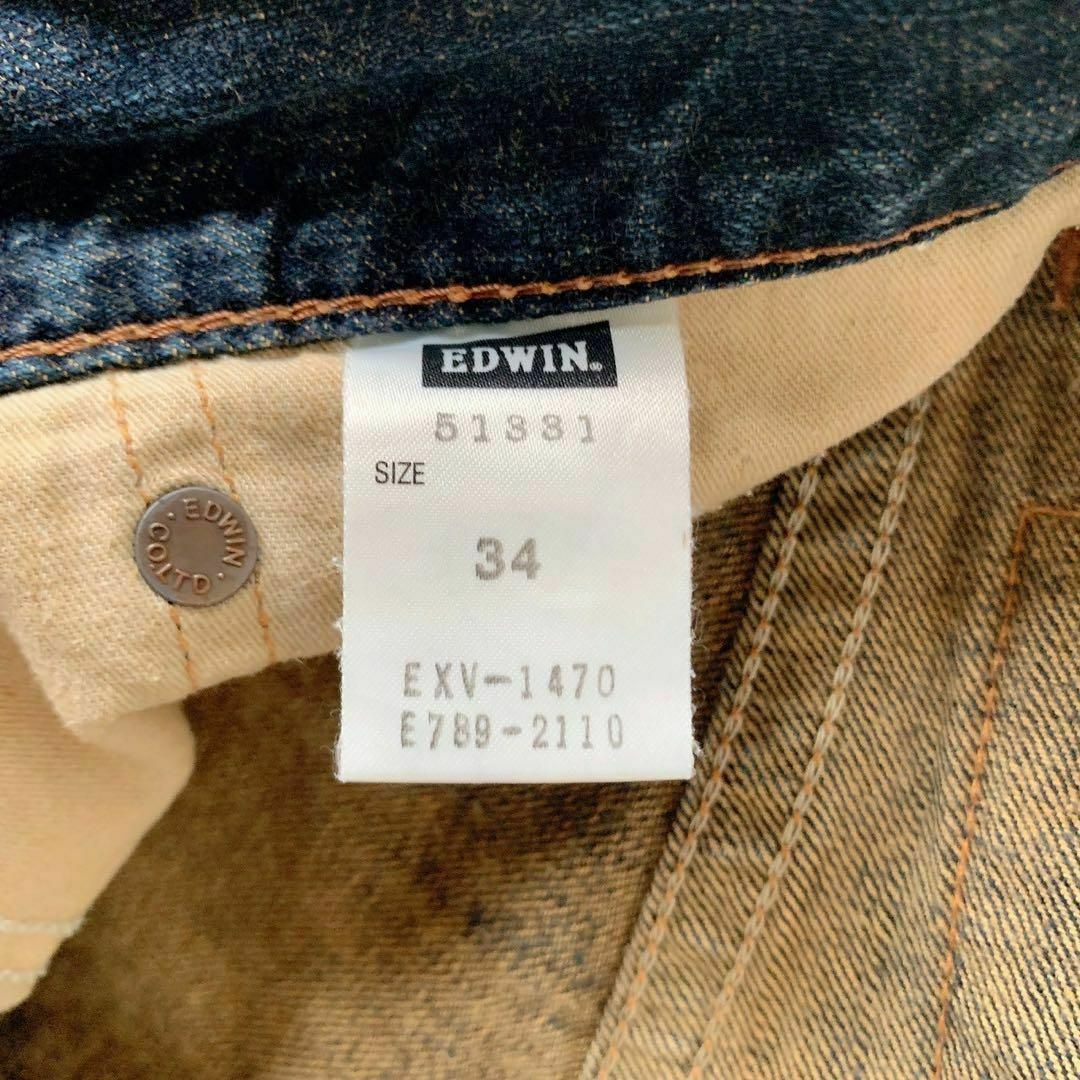 EDWIN®
51331
SIZE
34
EXV-1470
E789-2110
· EDWIN ·
CO.,LTD